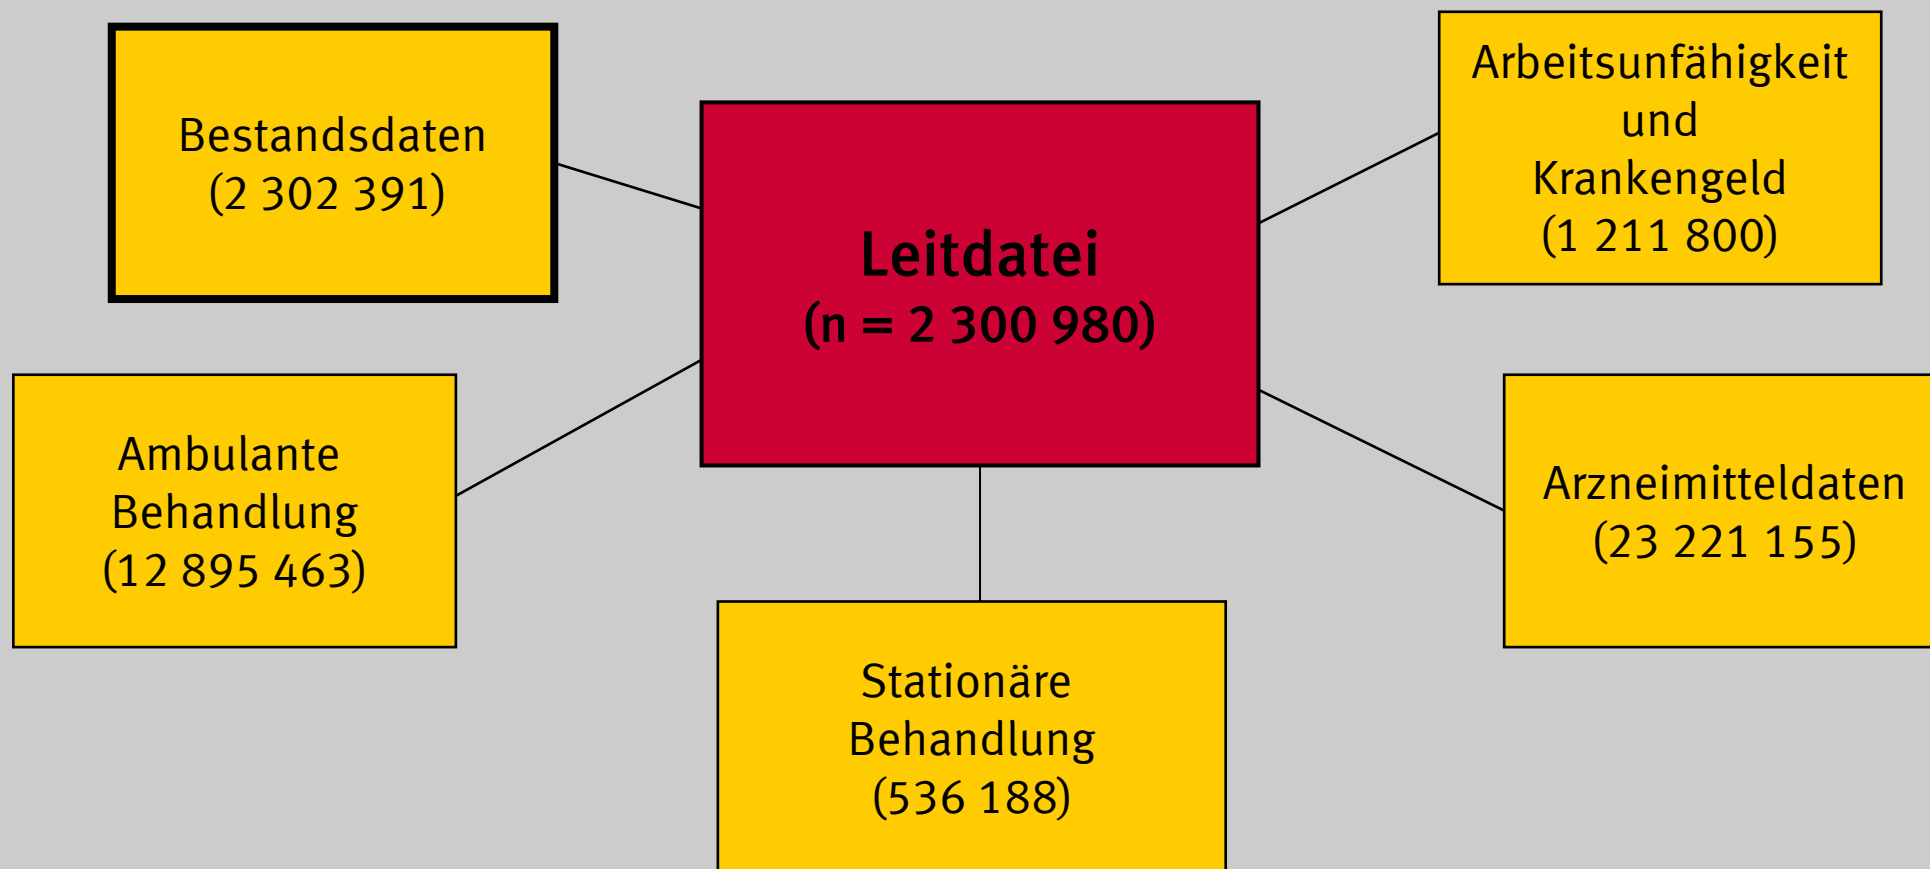 Bestandsdaten
(2 302 391)
Leitdatei
(n = 2 300 980)
Arbeitsunfähigkeit
und
Krankengeld
(1 211 800)
Ambulante
Behandlung
(12 895 463)
Arzneimitteldaten
(23 221 155)
Stationäre
Behandlung
(536 188)